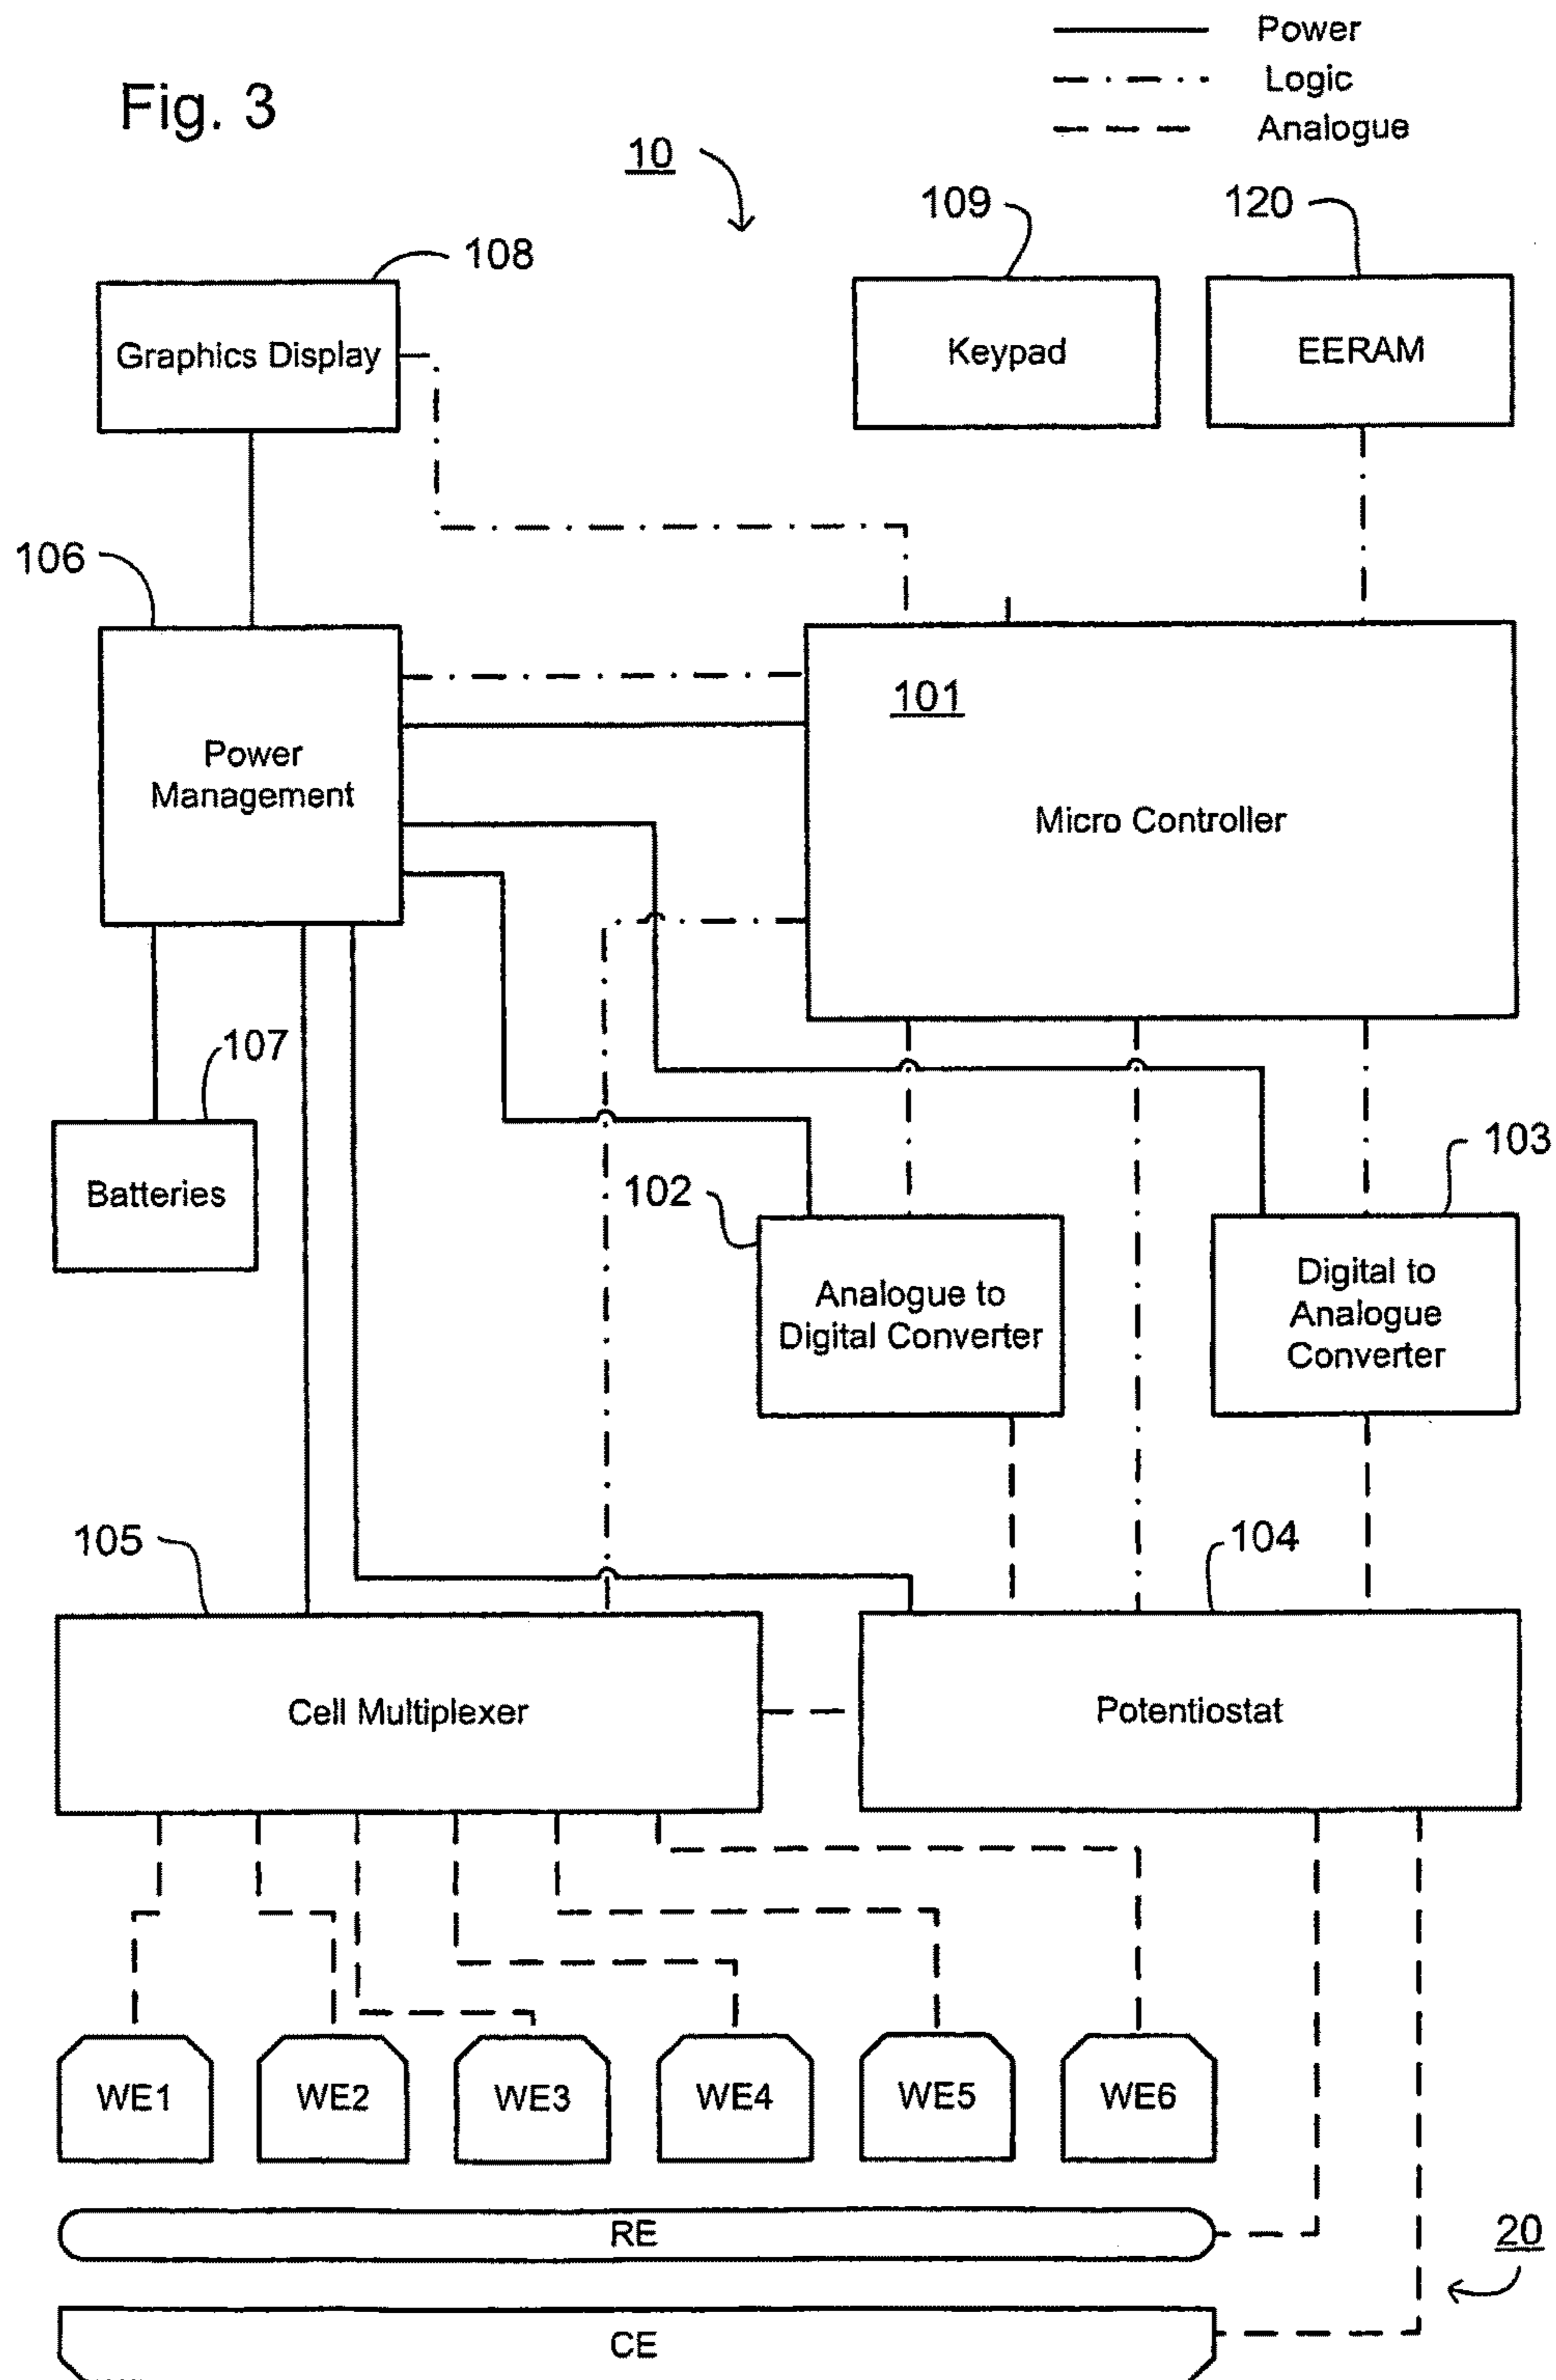 Power
Logic
Analogue
Fig. 3
10
109
120
108
Graphics Display
Keypad
EERAM
106
101
Power
Management
Micro Controller
107
Batteries
102
103
Analogue to
Digital Converter
Digital to
Analogue
Converter
105
104
Cell Multiplexer
Potentiostat
WE1
WE2
WE3
WE4
WE5
WE6
RE
20
CE